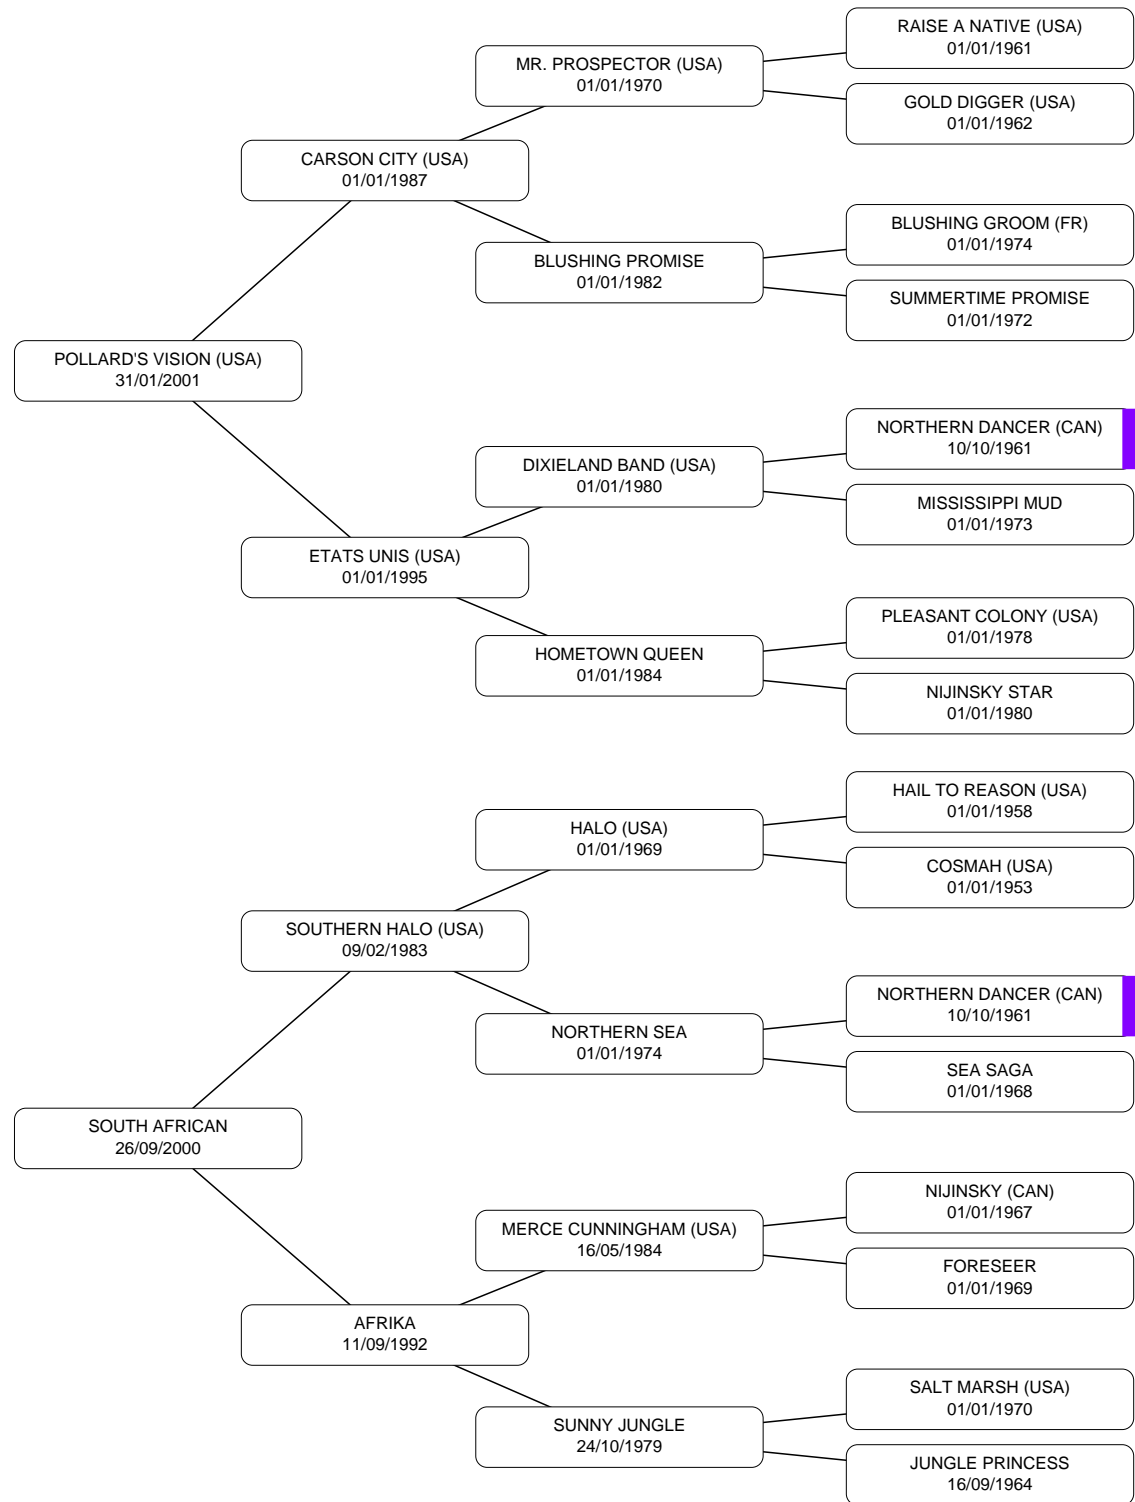 RAISE A NATIVE (USA)
01/01/1961
MR. PROSPECTOR (USA)
01/01/1970
GOLD DIGGER (USA)
01/01/1962
CARSON CITY (USA)
01/01/1987
BLUSHING GROOM (FR)
01/01/1974
BLUSHING PROMISE
01/01/1982
SUMMERTIME PROMISE
01/01/1972
POLLARD'S VISION (USA)
31/01/2001
NORTHERN DANCER (CAN)
10/10/1961
DIXIELAND BAND (USA)
01/01/1980
MISSISSIPPI MUD
01/01/1973
ETATS UNIS (USA)
01/01/1995
PLEASANT COLONY (USA)
01/01/1978
HOMETOWN QUEEN
01/01/1984
NIJINSKY STAR
01/01/1980
HAIL TO REASON (USA)
01/01/1958
HALO (USA)
01/01/1969
COSMAH (USA)
01/01/1953
SOUTHERN HALO (USA)
09/02/1983
NORTHERN DANCER (CAN)
10/10/1961
NORTHERN SEA
01/01/1974
SEA SAGA
01/01/1968
SOUTH AFRICAN
26/09/2000
NIJINSKY (CAN)
01/01/1967
MERCE CUNNINGHAM (USA)
16/05/1984
FORESEER
01/01/1969
AFRIKA
11/09/1992
SALT MARSH (USA)
01/01/1970
SUNNY JUNGLE
24/10/1979
JUNGLE PRINCESS
16/09/1964